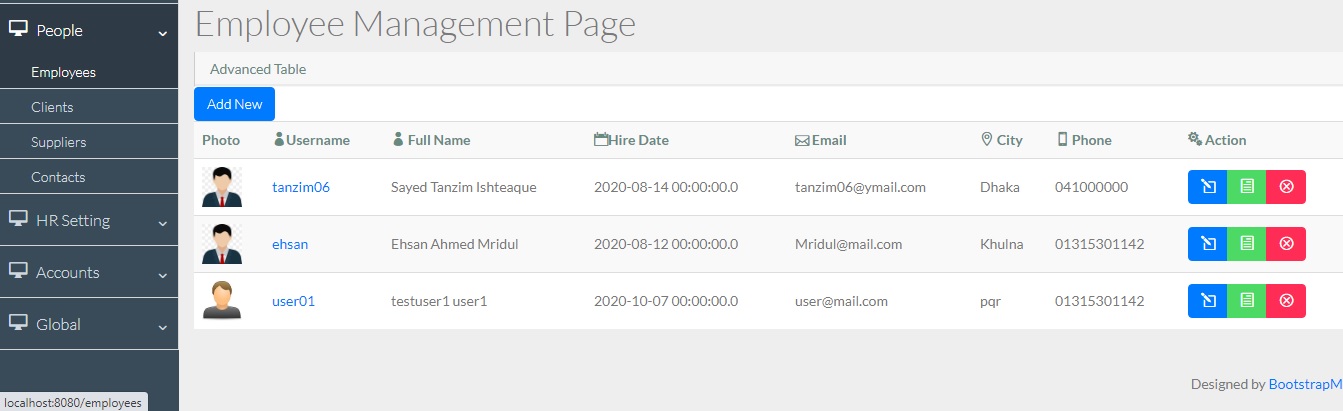 People
Employees
Clients
Suppliers
Contacts
HR Setting
Accounts
Global
localhost:8080/employees
Employee Management Page
Advanced Table
Add New
Photo Username Full Name Hire Date Email City Phone Action
tanzim06 Sayed Tanzim Ishteaque 2020-08-14 00:00:00.0 tanzim06@ymail.com Dhaka 041000000
ehsan Ehsan Ahmed Mridul 2020-08-12 00:00:00.0 Mridul@mail.com Khulna 01315301142
user01 testuser1 user1 2020-10-07 00:00:00.0 user@mail.com pqr 01315301142
Designed by BootstrapM